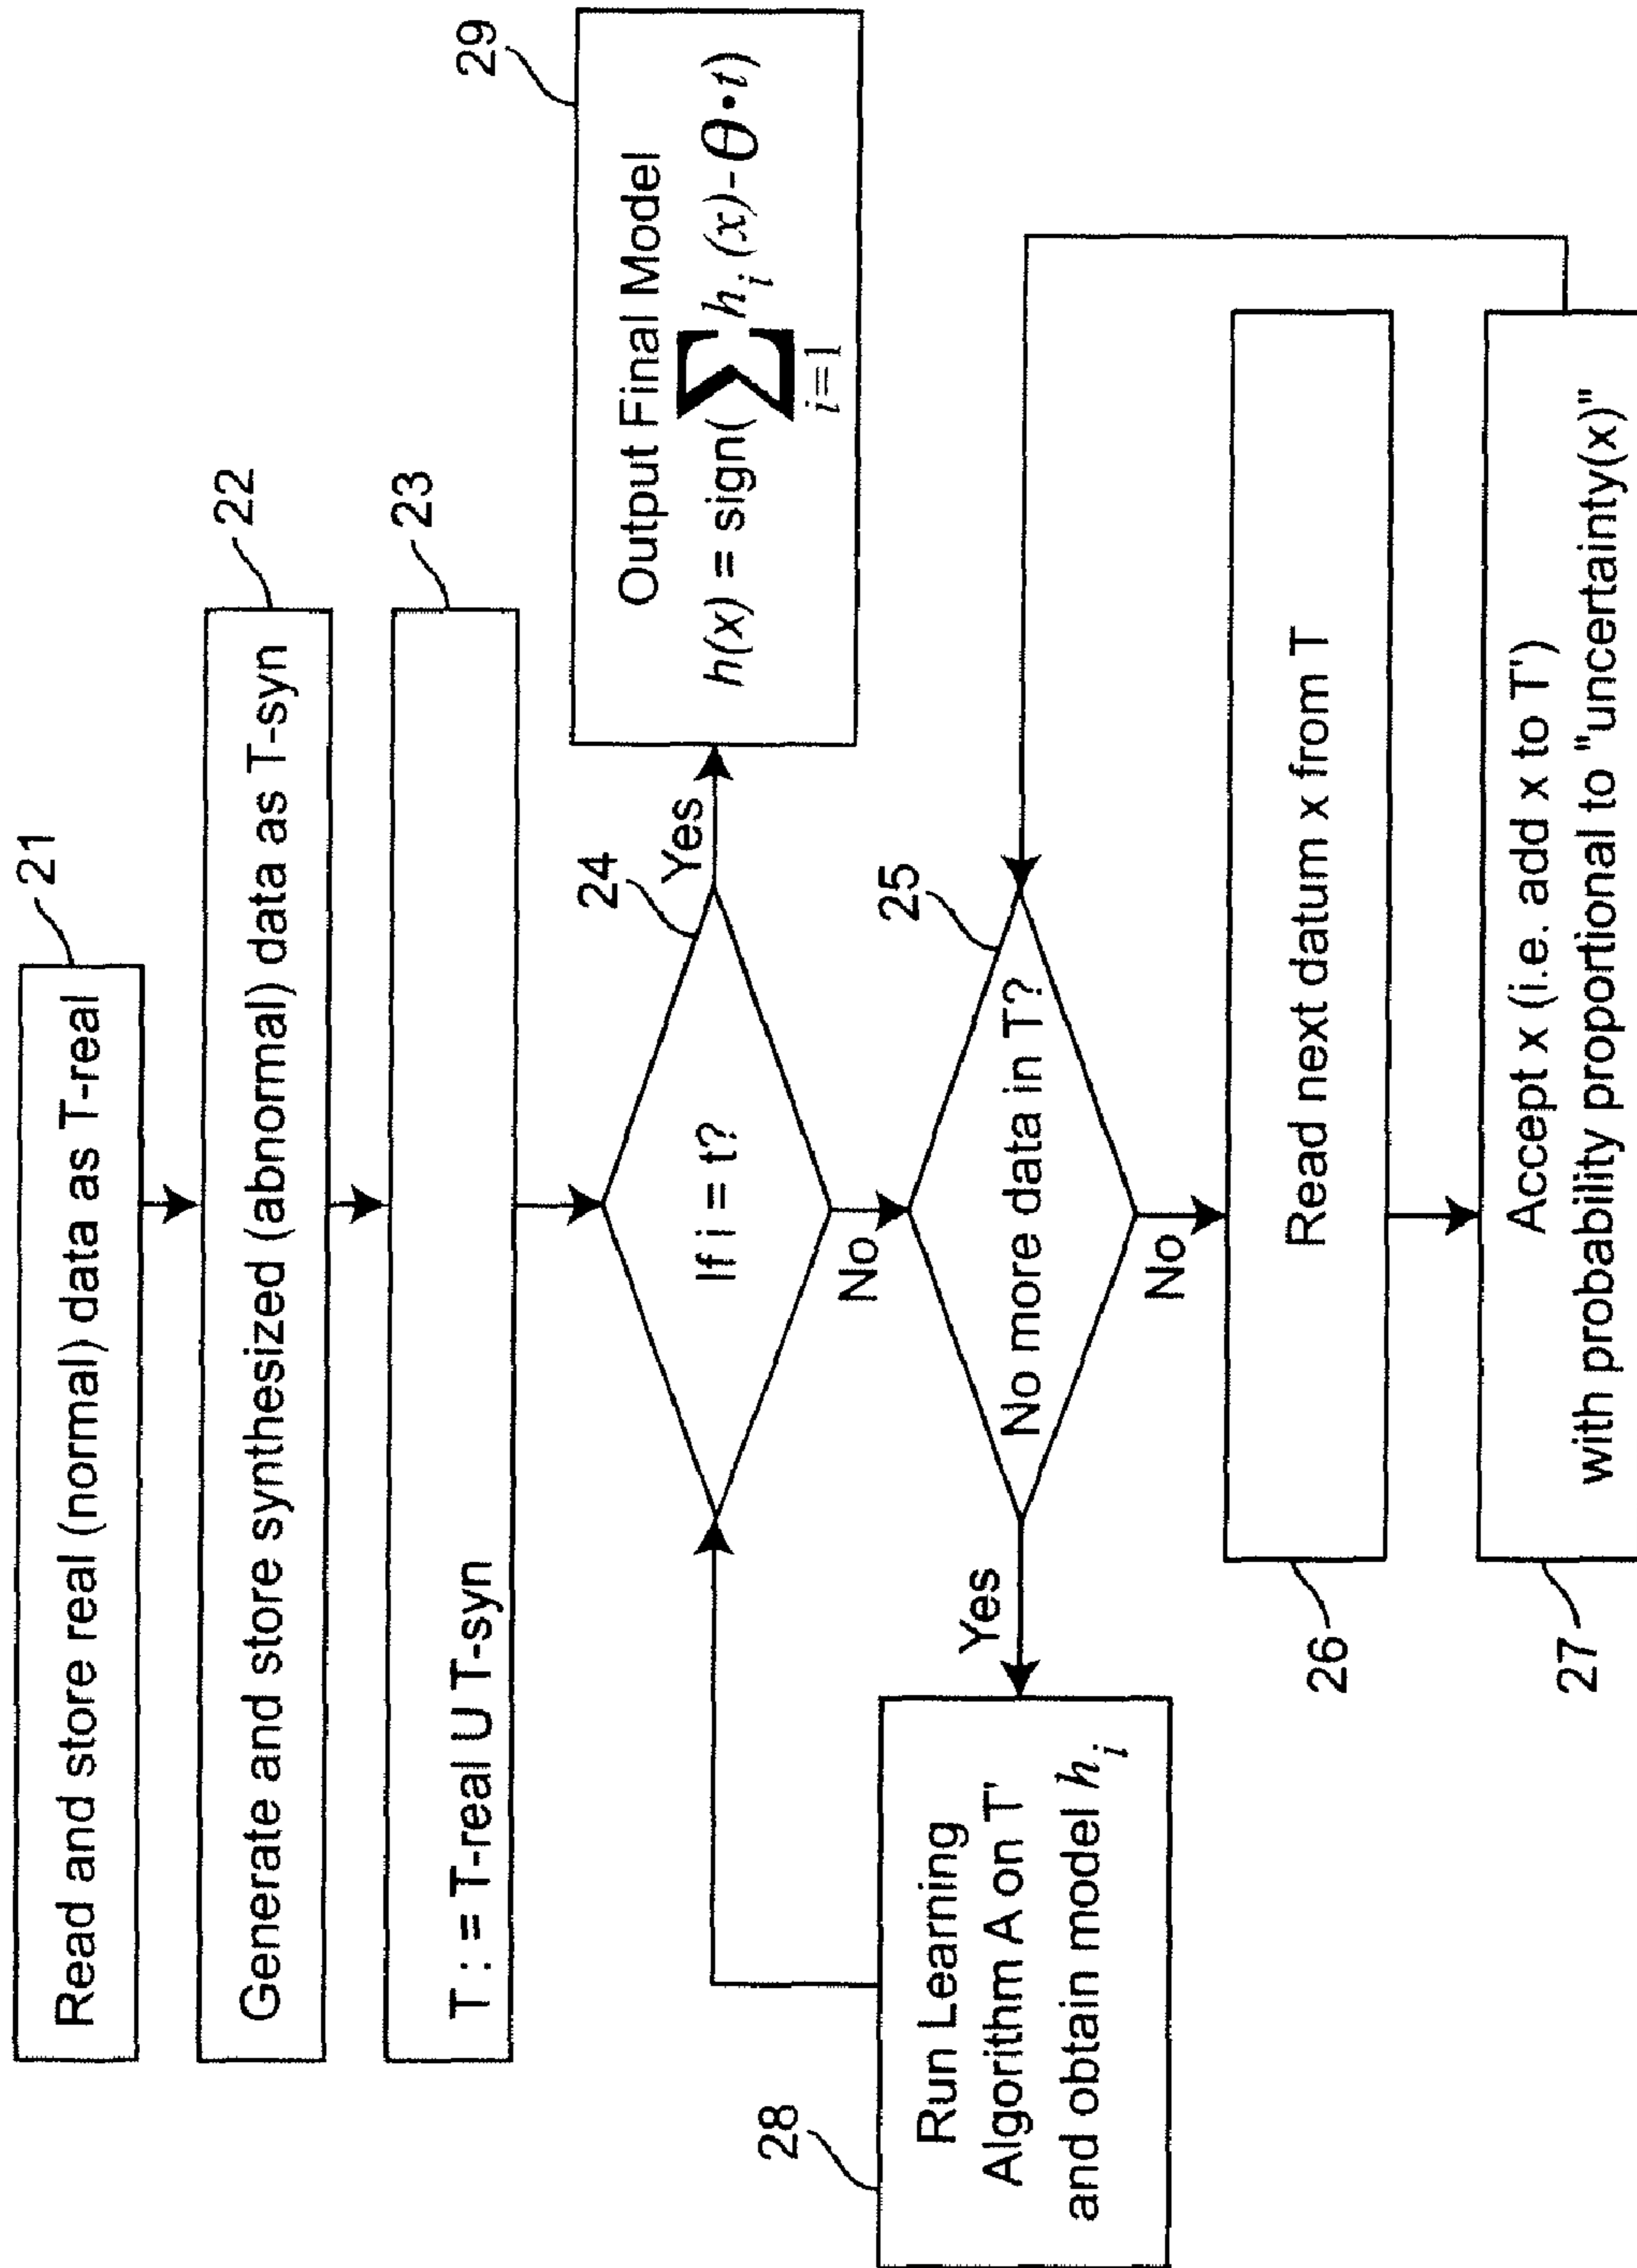 21
Read and store real (normal) data as T-real
22
Generate and store synthesized (abnormal) data as T-syn
23
T : = T-real U T-syn
24
If i = t?
Yes
No
29
Output Final Model
h(x) = sign( Σ h_i (x)- θ • t)
i=1
25
No more data in T?
Yes
No
28
Run Learning
Algorithm A on T'
and obtain model h_i
26
Read next datum x from T
27
Accept x (i.e. add x to T')
with probability proportional to "uncertainty(x)"